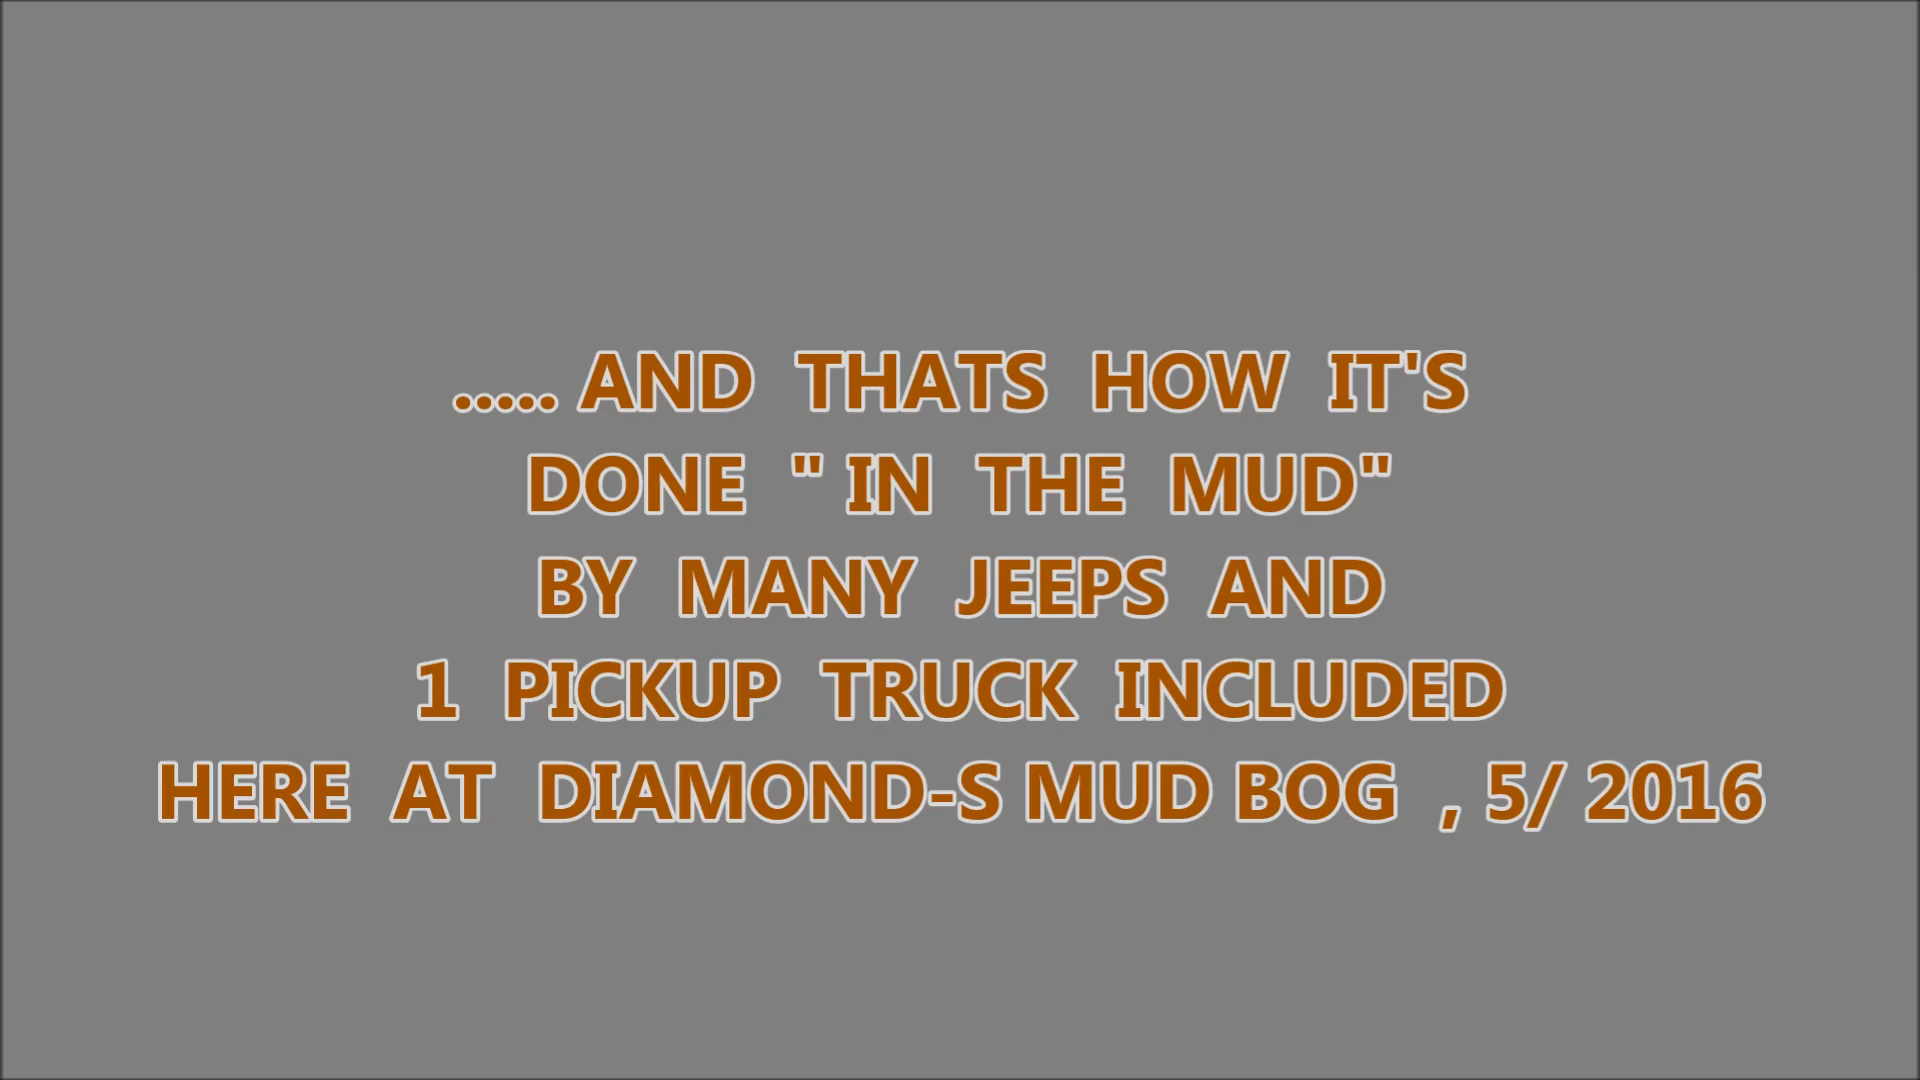 ..... AND THATS HOW IT'S
DONE " IN THE MUD"
BY MANY JEEPS AND
1 PICKUP TRUCK INCLUDED
HERE AT DIAMOND-S MUD BOG , 5/ 2016